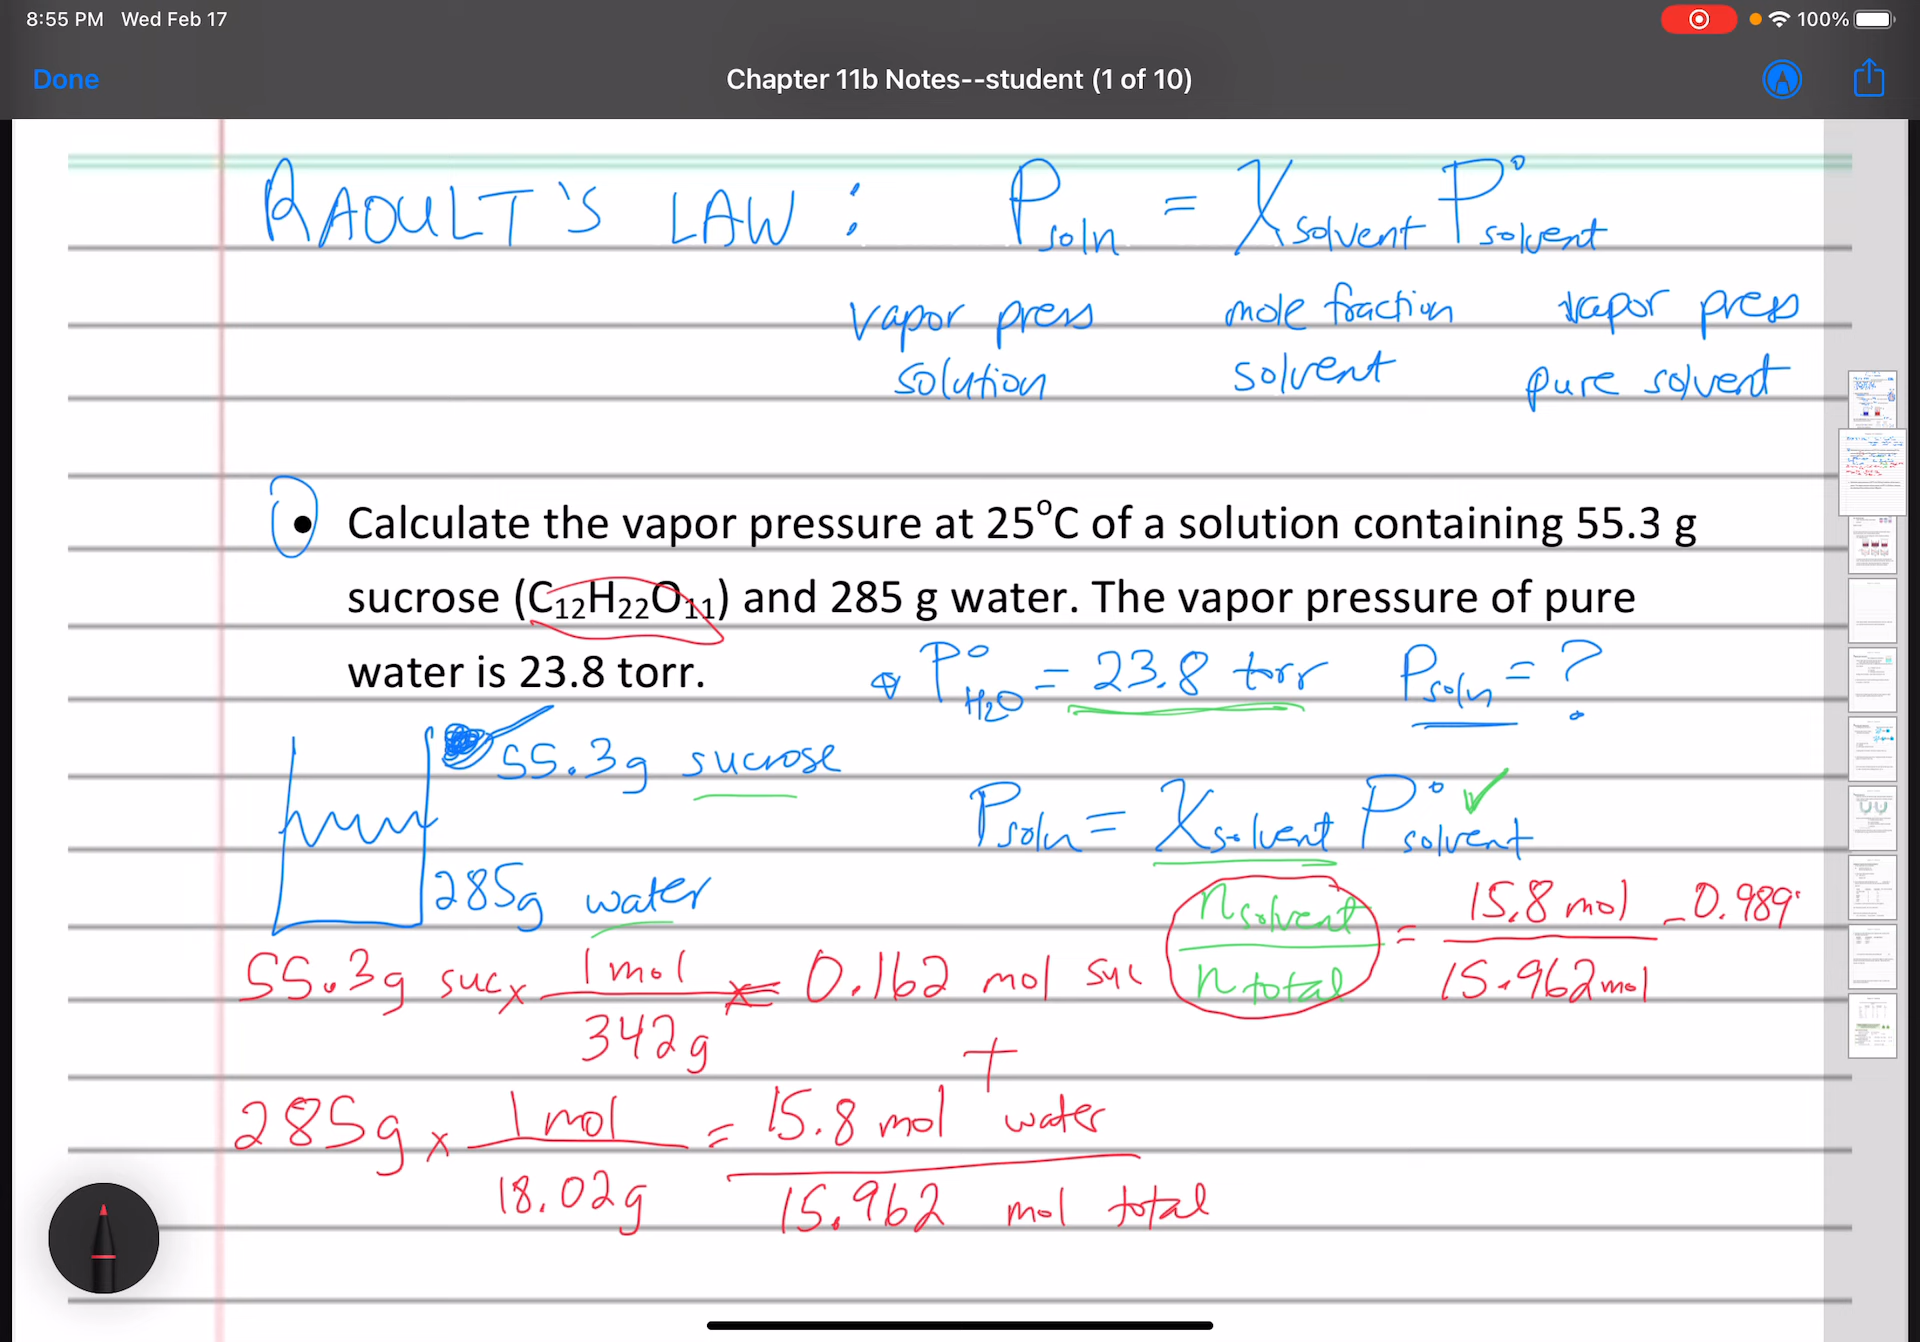 8:55 PM Wed Feb 17 100%
Done Chapter 11b Notes--student (1 of 10)
RAOULT'S LAW : Psoln = Xsolvent P°solvent
vapor press mole fraction vapor press
solution solvent pure solvent
• Calculate the vapor pressure at 25°C of a solution containing 55.3 g
sucrose (C₁₂H₂₂O₁₁) and 285 g water. The vapor pressure of pure
water is 23.8 torr. P°H₂O = 23.8 torr Psoln = ?
55.3g sucrose
Psoln = Xsolvent P°solvent ✓
285g water
nsolvent / ntotal = 15.8 mol / 15.962 mol = 0.989
55.3g suc x 1 mol / 342g = 0.162 mol suc
+
285g x 1 mol / 18.02g = 15.8 mol water
15.962 mol total